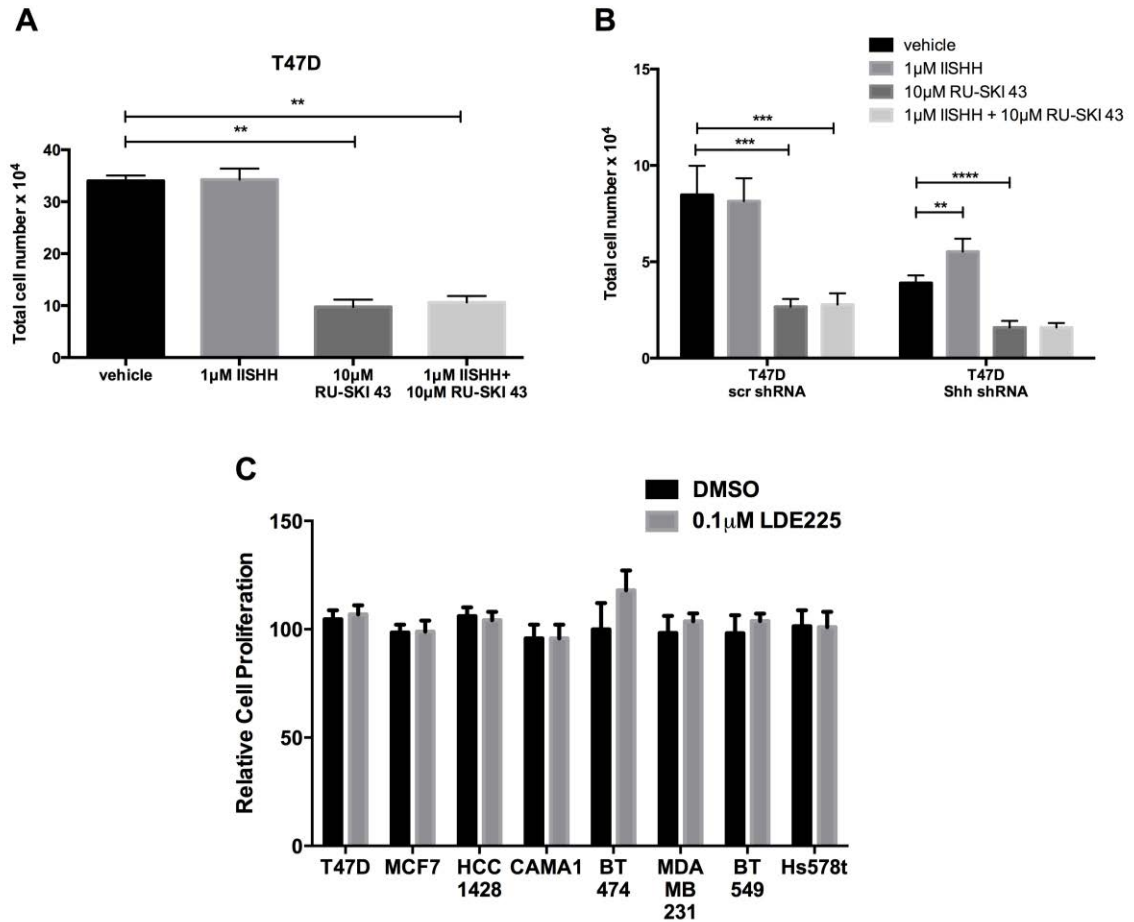 A
T47D
**
**
Total cell number x 10⁴
40
30
20
10
0
vehicle
1µM IISHH
10µM
RU-SKI 43
1µM IISHH+
10µM RU-SKI 43
B
vehicle
1µM IISHH
10µM RU-SKI 43
1µM IISHH + 10µM RU-SKI 43
***
***
****
**
Total cell number x 10⁴
15
10
5
0
T47D
scr shRNA
T47D
Shh shRNA
C
DMSO
0.1µM LDE225
Relative Cell Proliferation
150
100
50
0
T47D
MCF7
HCC
1428
CAMA1
BT
474
MDA
MB
231
BT
549
Hs578t